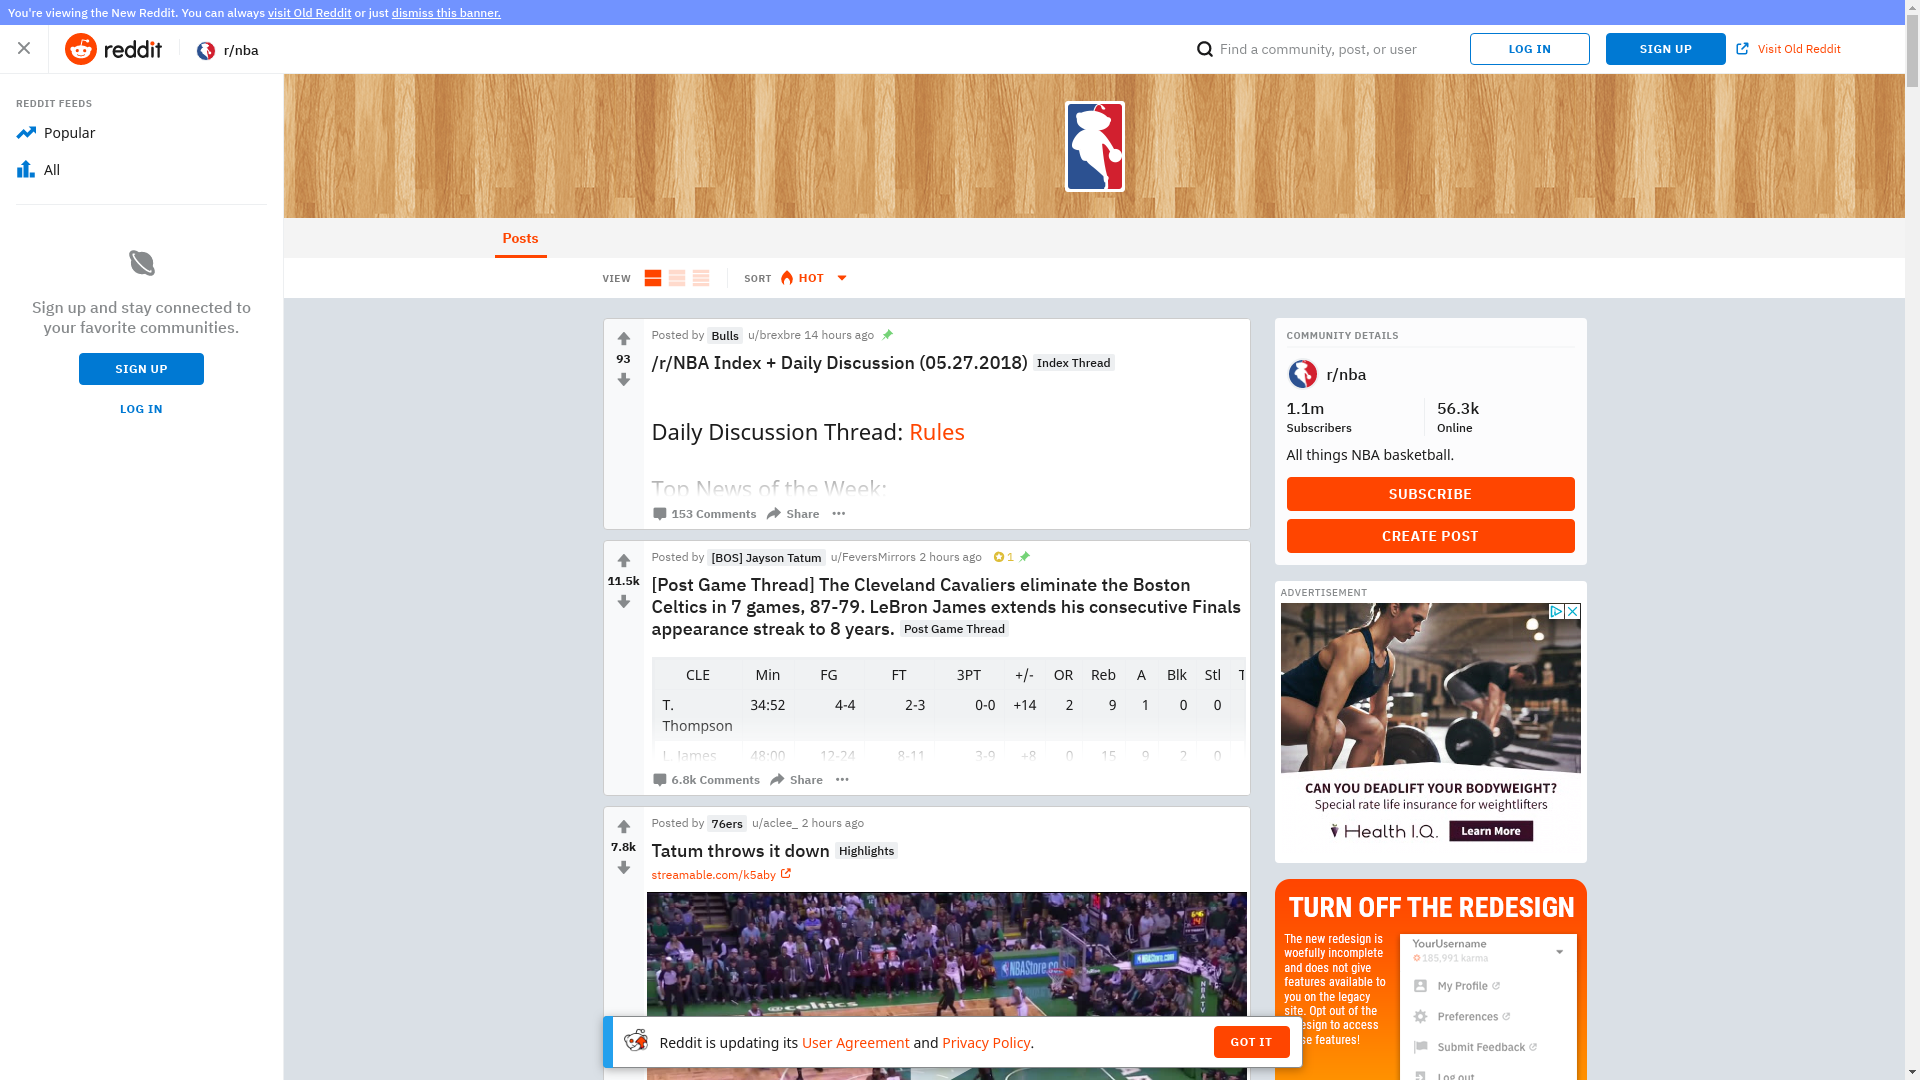 You're viewing the New Reddit. You can always visit Old Reddit or just dismiss this banner.
reddit
r/nba
Find a community, post, or user
LOG IN
SIGN UP
Visit Old Reddit
REDDIT FEEDS
Popular
All
Sign up and stay connected to
your favorite communities.
SIGN UP
LOG IN
Posts
VIEW
SORT
HOT
93
Posted by Bulls u/brexbre 14 hours ago
/r/NBA Index + Daily Discussion (05.27.2018) Index Thread
Daily Discussion Thread: Rules
Top News of the Week:
153 Comments
Share
11.5k
Posted by [BOS] Jayson Tatum u/FeversMirrors 2 hours ago 1
[Post Game Thread] The Cleveland Cavaliers eliminate the Boston
Celtics in 7 games, 87-79. LeBron James extends his consecutive Finals
appearance streak to 8 years. Post Game Thread
CLE Min FG FT 3PT +/- OR Reb A Blk Stl T
T. Thompson 34:52 4-4 2-3 0-0 +14 2 9 1 0 0
L. James 48:00 12-24 8-11 3-9 +8 0 15 9 2 0
6.8k Comments
Share
7.8k
Posted by 76ers u/aclee_ 2 hours ago
Tatum throws it down Highlights
streamable.com/k5aby
NBAStore.co
NBAStore.com
celtics
NBA TV
Reddit is updating its User Agreement and Privacy Policy.
GOT IT
COMMUNITY DETAILS
r/nba
1.1m
Subscribers
56.3k
Online
All things NBA basketball.
SUBSCRIBE
CREATE POST
ADVERTISEMENT
CAN YOU DEADLIFT YOUR BODYWEIGHT?
Special rate life insurance for weightlifters
Health I.Q.
Learn More
TURN OFF THE REDESIGN
The new redesign is
woefully incomplete
and does not give
features available to
you on the legacy
site. Opt out of the
esign to access
se features!
YourUsername
185,991 karma
My Profile
Preferences
Submit Feedback
Log out